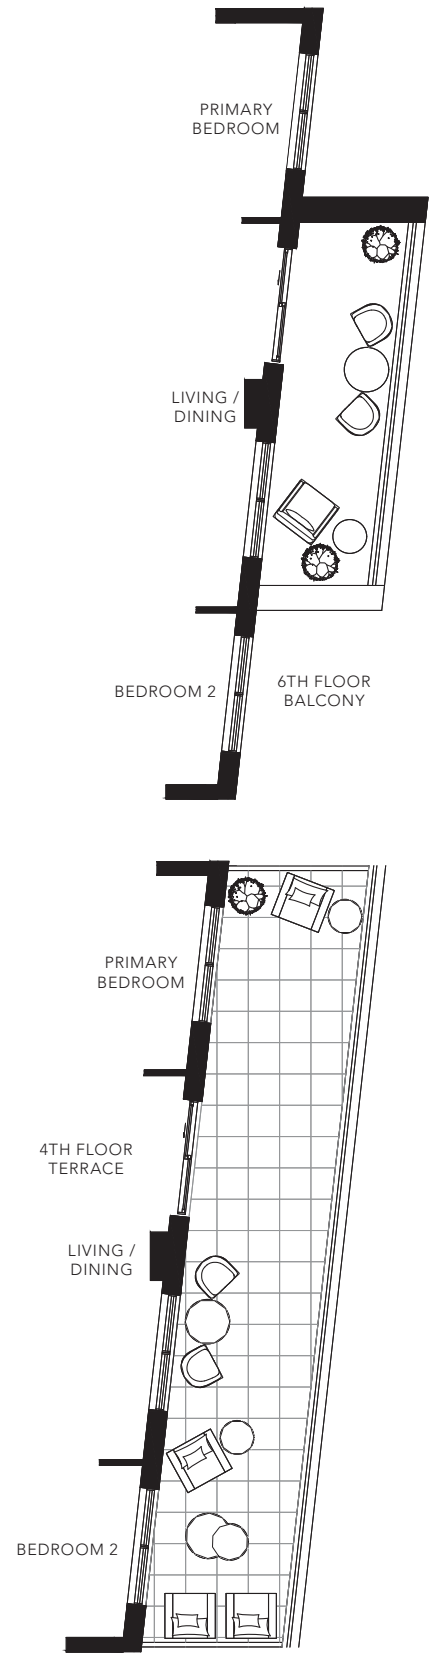 PRIMARY
BEDROOM
LIVING /
DINING
BEDROOM 2
6TH FLOOR
BALCONY
PRIMARY
BEDROOM
4TH FLOOR
TERRACE
LIVING /
DINING
BEDROOM 2